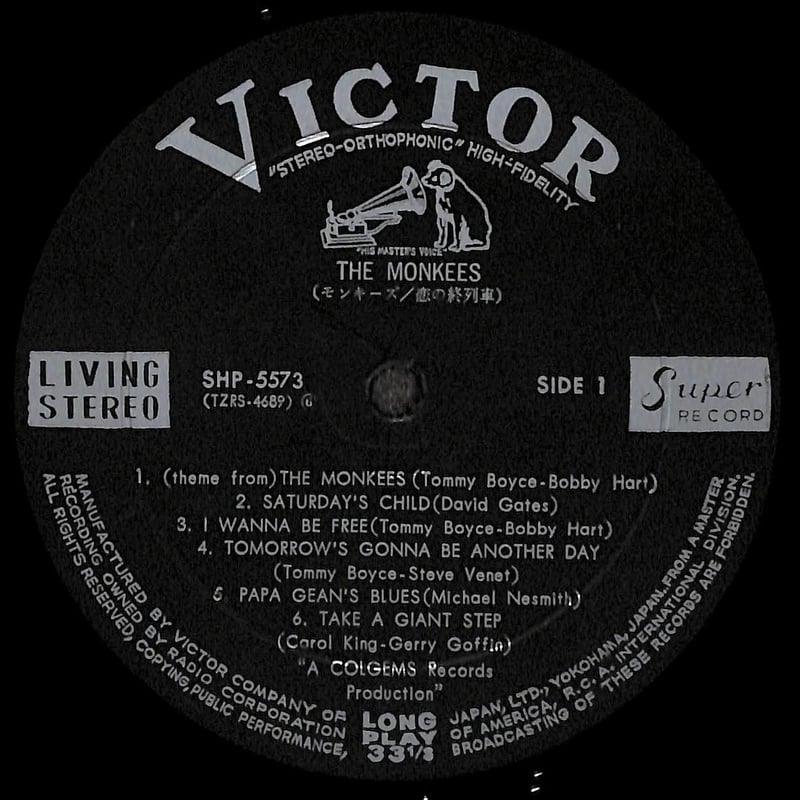 VICTOR
"STEREO-ORTHOPHONIC" HIGH-FIDELITY
"HIS MASTER'S VOICE"
THE MONKEES
(モンキーズ/恋の終列車)
LIVING
STEREO
SHP-5573
(TZRS-4689)
SIDE 1
Super
RECORD
1. (theme from) THE MONKEES (Tommy Boyce-Bobby Hart)
2. SATURDAY'S CHILD (David Gates)
3. I WANNA BE FREE (Tommy Boyce-Bobby Hart)
4. TOMORROW'S GONNA BE ANOTHER DAY
(Tommy Boyce-Steve Venet)
5. PAPA GEAN'S BLUES (Michael Nesmith)
6. TAKE A GIANT STEP
(Carol King-Gerry Goffin)
"A COLGEMS Records
Production"
MANUFACTURED BY VICTOR COMPANY OF JAPAN, LTD., YOKOHAMA, JAPAN. FROM A MASTER
RECORDING OWNED BY RADIO CORPORATION OF AMERICA, R.C.A. INTERNATIONAL DIVISION.
ALL RIGHTS RESERVED, COPYING, PUBLIC PERFORMANCE, BROADCASTING OF THESE RECORDS ARE FORBIDDEN.
LONG
PLAY
33 1/3